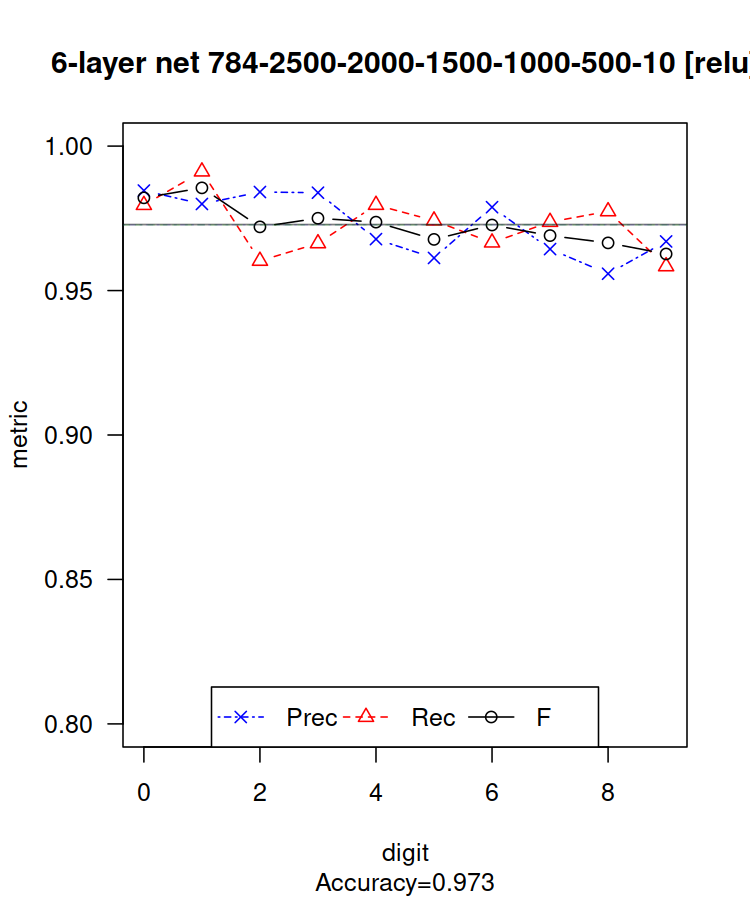 6-layer net 784-2500-2000-1500-1000-500-10 [relu]
1.00
0.95
0.90
0.85
0.80
metric
Prec Rec F
0 2 4 6 8
digit
Accuracy=0.973